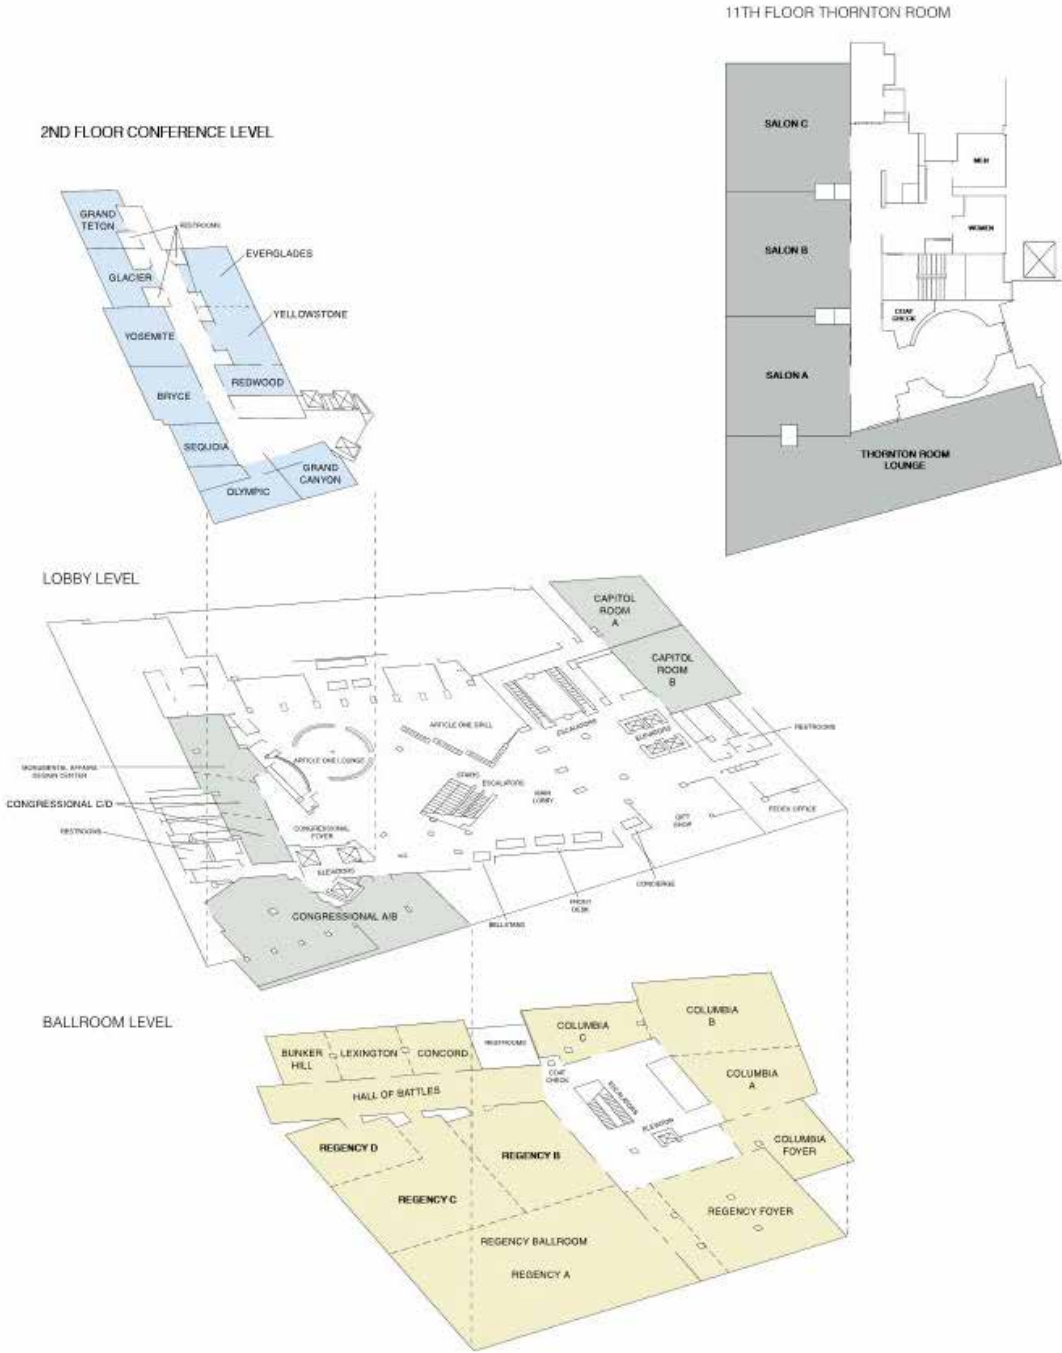 11TH FLOOR THORNTON ROOM
SALON C
MEN
SALON B
WOMEN
COAT
CHECK
SALON A
THORNTON ROOM
LOUNGE
2ND FLOOR CONFERENCE LEVEL
GRAND
TETON
RESTROOMS
EVERGLADES
GLACIER
YELLOWSTONE
YOSEMITE
REDWOOD
BRYCE
SEQUOIA
GRAND
CANYON
OLYMPIC
LOBBY LEVEL
CAPITOL
ROOM
A
CAPITOL
ROOM
B
ARTICLE ONE GRILL
ESCALATORS
ELEVATORS
RESTROOMS
ARTICLE ONE LOUNGE
MONUMENTAL AFFAIRS
DESIGN CENTER
STAIRS
ESCALATORS
MAIN
LOBBY
CONGRESSIONAL C/D
FEDEX OFFICE
GIFT
SHOP
RESTROOMS
CONGRESSIONAL
FOYER
ELEVATORS
CONCIERGE
FRONT
DESK
BELLSTAND
CONGRESSIONAL A/B
BALLROOM LEVEL
COLUMBIA
B
COLUMBIA
C
BUNKER
HILL
LEXINGTON
CONCORD
RESTROOMS
COAT
CHECK
COLUMBIA
A
HALL OF BATTLES
ESCALATORS
ELEVATOR
COLUMBIA
FOYER
REGENCY D
REGENCY B
REGENCY C
REGENCY FOYER
REGENCY BALLROOM
REGENCY A